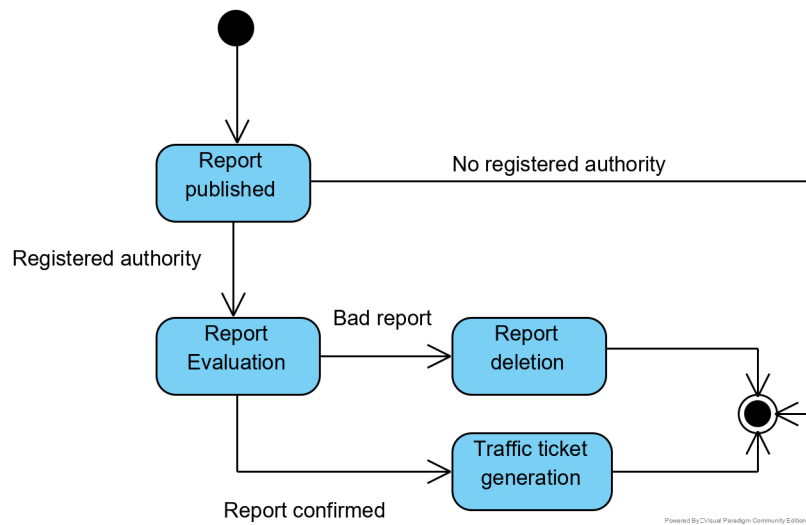 Report
published
No registered authority
Registered authority
Report
Evaluation
Bad report
Report
deletion
Traffic ticket
generation
Report confirmed
Powered By Visual Paradigm Community Edition